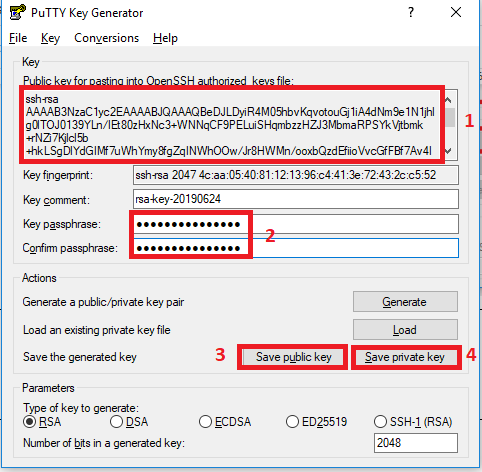 PuTTY Key Generator
File Key Conversions Help
Key
Public key for pasting into OpenSSH authorized_keys file:
ssh-rsa
AAAAB3NzaC1yc2EAAAABJQAAAQBeDJLDyiR4M05hbvKqvotouGj1iA4dNm9e1N1jhl
g0lTOJ0139YLn/IEt80zHxNc3+WNNqCF9PELuiSHqmbzzHZJ3MbmaRPSYkVjtbmk
+rNZi7Kjlcl5b
+hkLSgDlYdGIMf7uWhYmy8fgZqINWhOOw/Jr8HWMn/ooxbQzdEfiioVvcGfFBf7Av4l
1
Key fingerprint: ssh-rsa 2047 4c:aa:05:40:81:12:13:96:c4:41:3e:72:43:2c:c5:52
Key comment: rsa-key-20190624
Key passphrase: ●●●●●●●●●●●●●●●
2
Confirm passphrase: ●●●●●●●●●●●●●●●
Actions
Generate a public/private key pair Generate
Load an existing private key file Load
Save the generated key 3 Save public key Save private key 4
Parameters
Type of key to generate:
RSA DSA ECDSA ED25519 SSH-1 (RSA)
Number of bits in a generated key: 2048